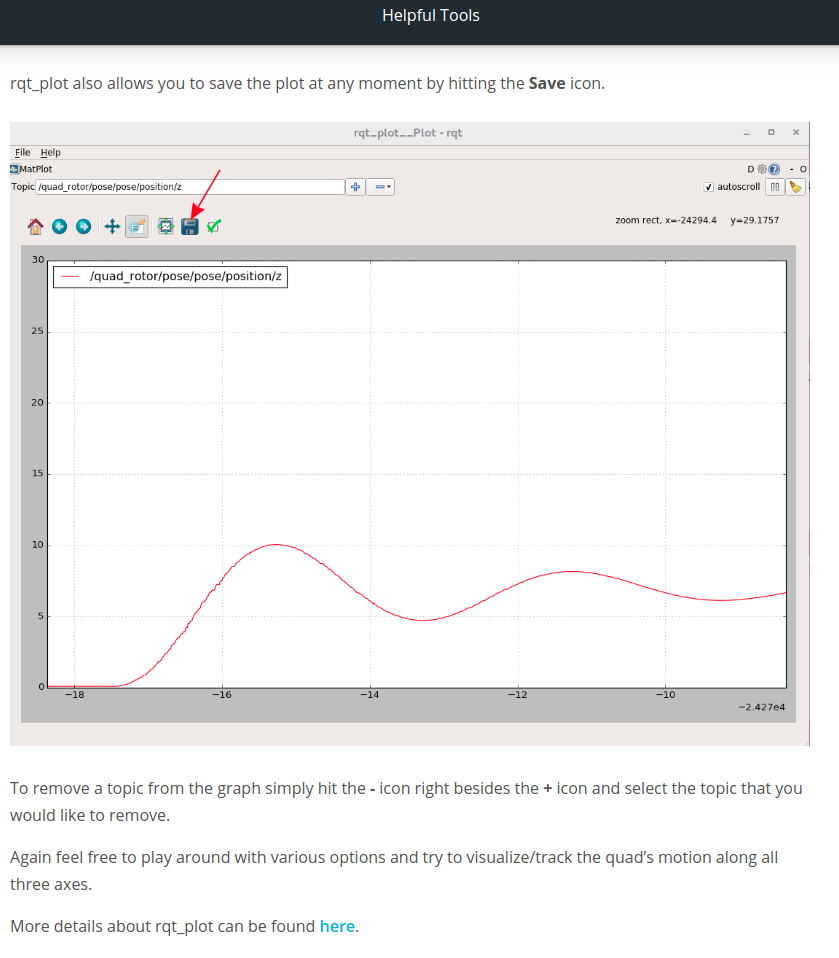 Helpful Tools
rqt_plot also allows you to save the plot at any moment by hitting the Save icon.
rqt_plot__Plot - rqt
File Help
MatPlot
D - O
Topic /quad_rotor/pose/pose/position/z
autoscroll
zoom rect, x=-24294.4 y=29.1757
/quad_rotor/pose/pose/position/z
30
25
20
15
10
5
0
−18 −16 −14 −12 −10
−2.427e4
To remove a topic from the graph simply hit the - icon right besides the + icon and select the topic that you
would like to remove.
Again feel free to play around with various options and try to visualize/track the quad’s motion along all
three axes.
More details about rqt_plot can be found here.